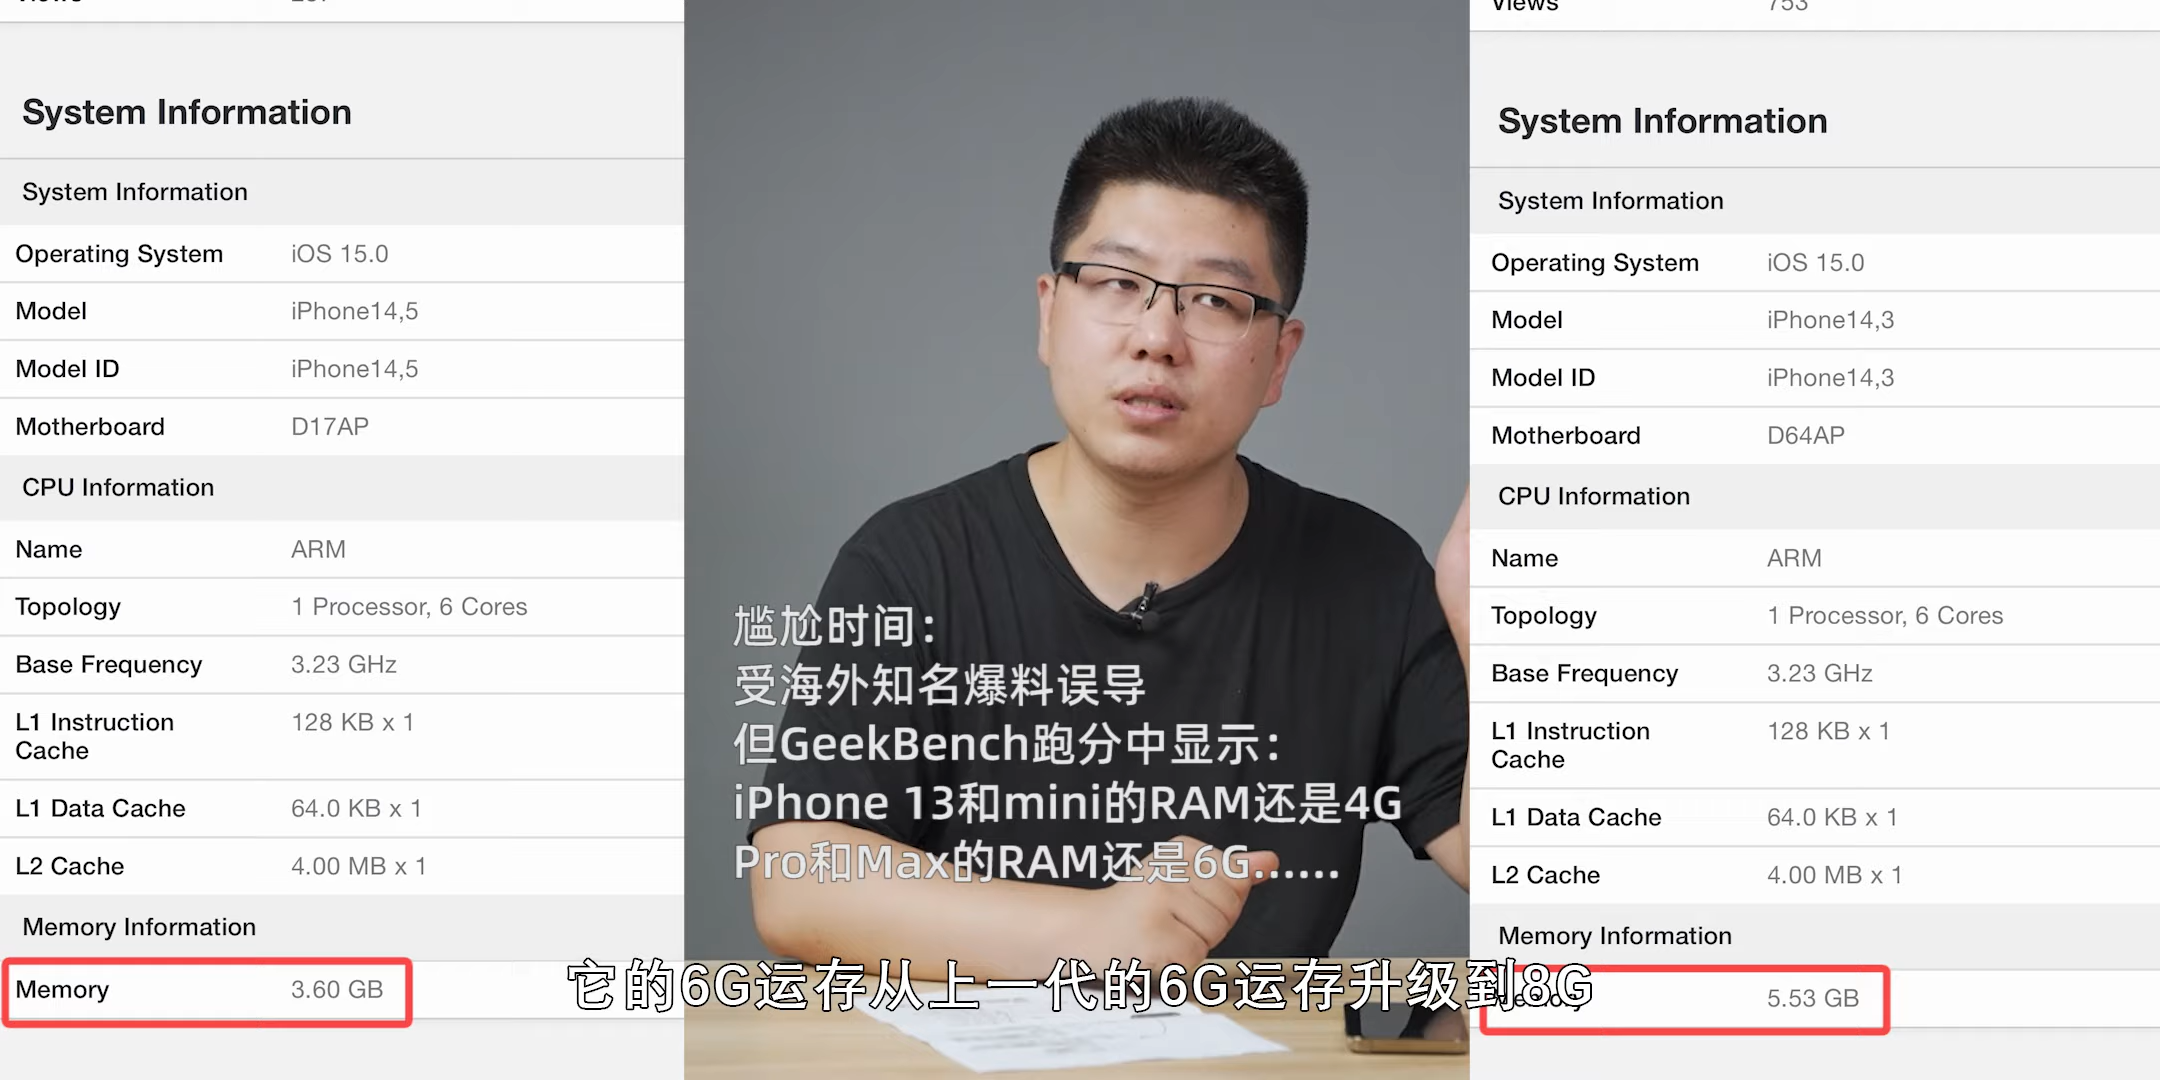 System Information
System Information
Operating System iOS 15.0
Model iPhone14,5
Model ID iPhone14,5
Motherboard D17AP
CPU Information
Name ARM
Topology 1 Processor, 6 Cores
Base Frequency 3.23 GHz
L1 Instruction 128 KB x 1
Cache
L1 Data Cache 64.0 KB x 1
L2 Cache 4.00 MB x 1
Memory Information
Memory 3.60 GB
尴尬时间：
受海外知名爆料误导
但GeekBench跑分中显示：
iPhone 13和mini的RAM还是4G
Pro和Max的RAM还是6G......
它的6G运存从上一代的6G运存升级到8G
Views 753
System Information
System Information
Operating System iOS 15.0
Model iPhone14,3
Model ID iPhone14,3
Motherboard D64AP
CPU Information
Name ARM
Topology 1 Processor, 6 Cores
Base Frequency 3.23 GHz
L1 Instruction 128 KB x 1
Cache
L1 Data Cache 64.0 KB x 1
L2 Cache 4.00 MB x 1
Memory Information
5.53 GB